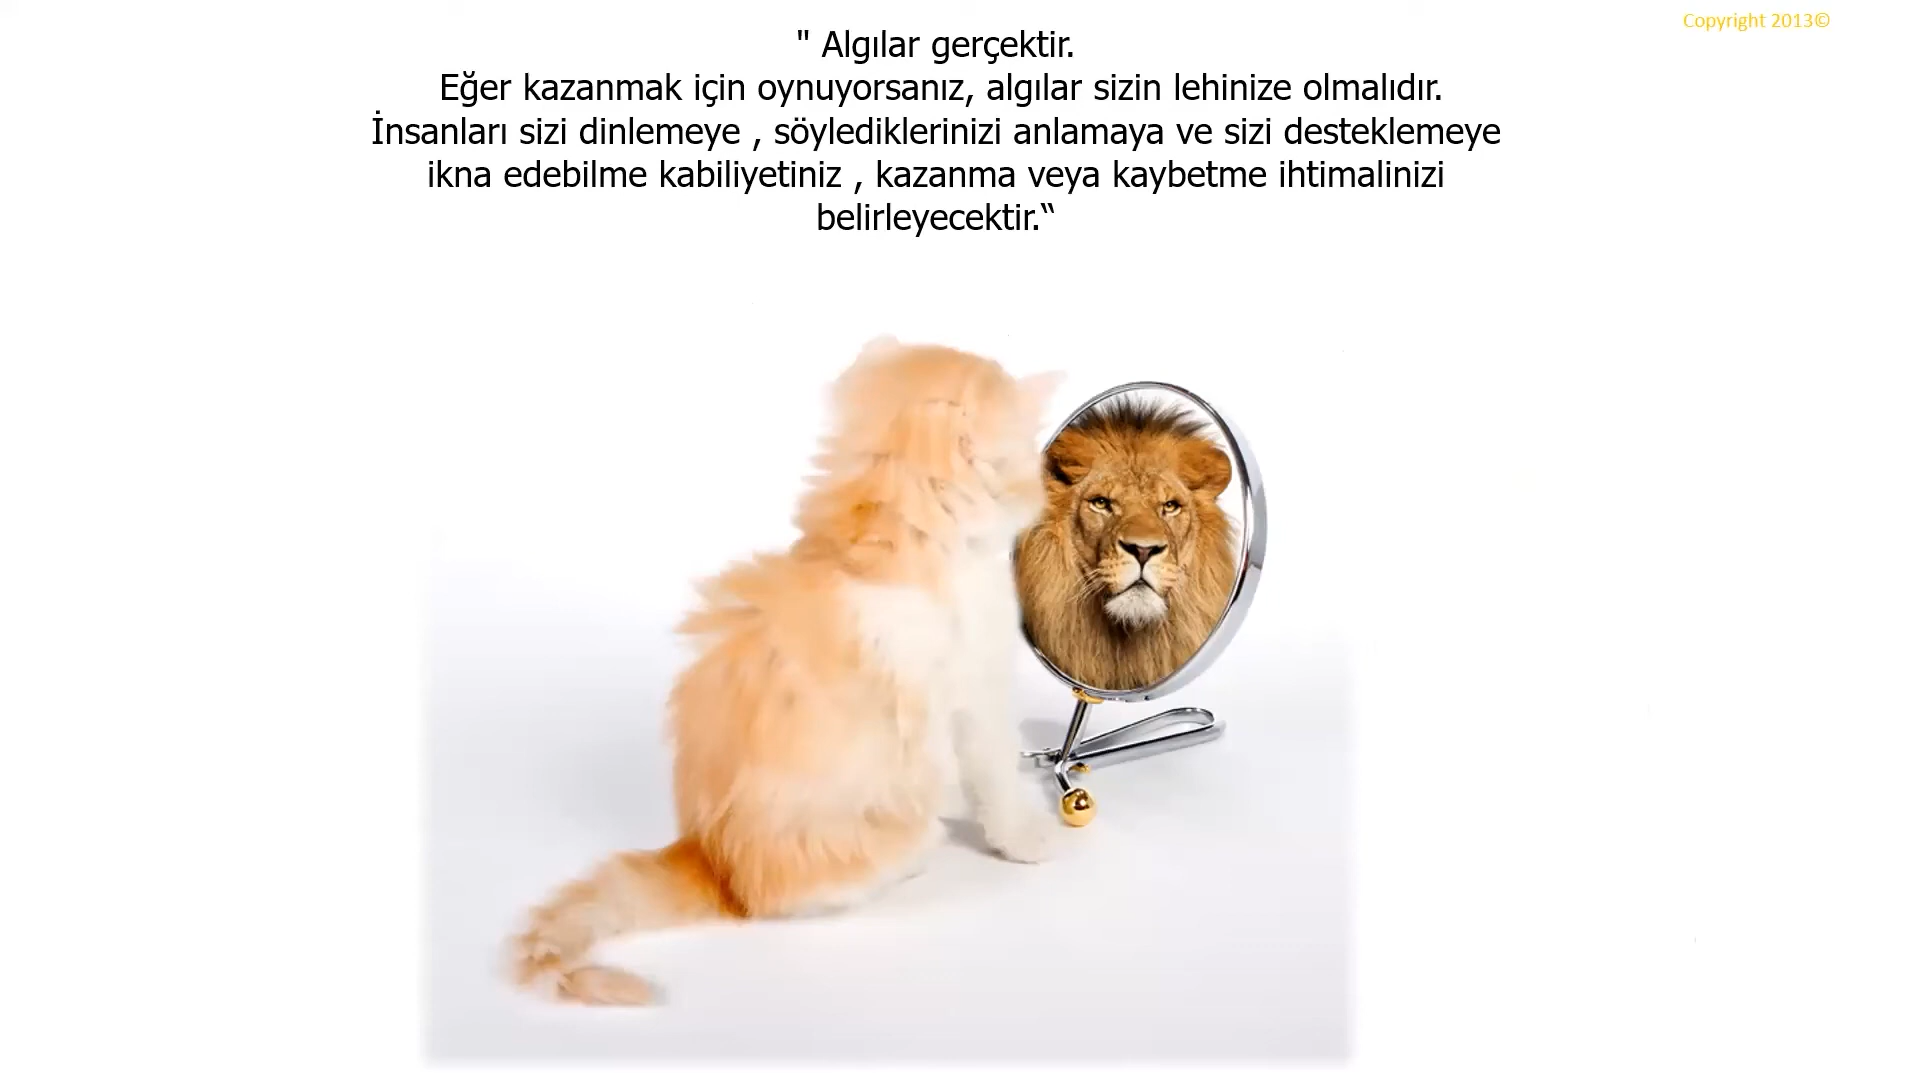 Copyright 2013©
" Algılar gerçektir.
Eğer kazanmak için oynuyorsanız, algılar sizin lehinize olmalıdır.
İnsanları sizi dinlemeye , söylediklerinizi anlamaya ve sizi desteklemeye
ikna edebilme kabiliyetiniz , kazanma veya kaybetme ihtimalinizi
belirleyecektir.“